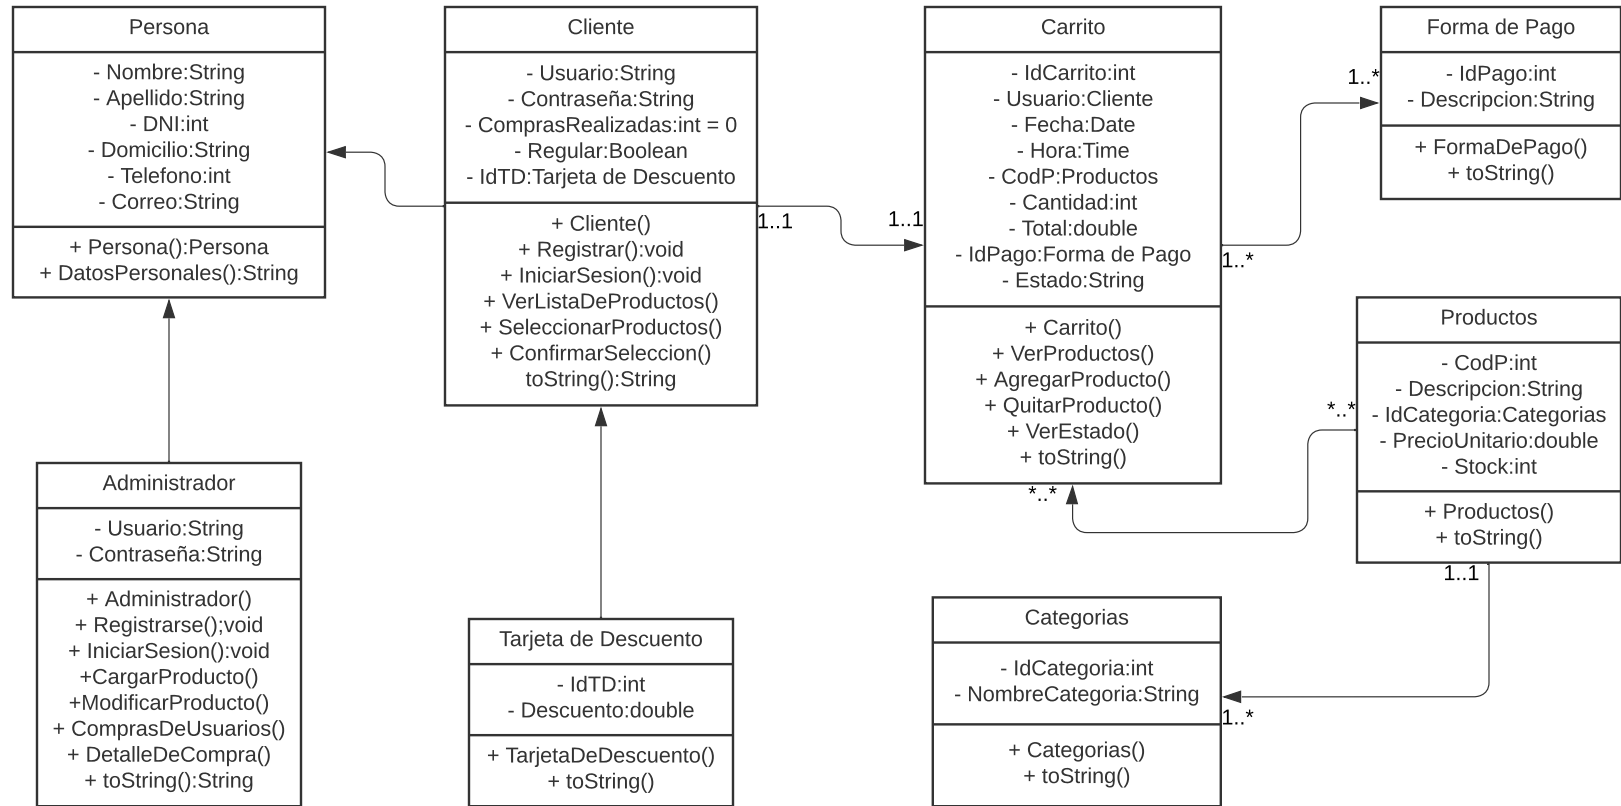 Persona
- Nombre:String
- Apellido:String
- DNI:int
- Domicilio:String
- Telefono:int
- Correo:String
+ Persona():Persona
+ DatosPersonales():String
Cliente
- Usuario:String
- Contraseña:String
- ComprasRealizadas:int = 0
- Regular:Boolean
- IdTD:Tarjeta de Descuento
+ Cliente()
+ Registrar():void
+ IniciarSesion():void
+ VerListaDeProductos()
+ SeleccionarProductos()
+ ConfirmarSeleccion()
toString():String
1..1
1..1
Carrito
- IdCarrito:int
- Usuario:Cliente
- Fecha:Date
- Hora:Time
- CodP:Productos
- Cantidad:int
- Total:double
- IdPago:Forma de Pago
- Estado:String
+ Carrito()
+ VerProductos()
+ AgregarProducto()
+ QuitarProducto()
+ VerEstado()
+ toString()
1..*
1..*
Forma de Pago
- IdPago:int
- Descripcion:String
+ FormaDePago()
+ toString()
Productos
- CodP:int
- Descripcion:String
- IdCategoria:Categorias
- PrecioUnitario:double
- Stock:int
+ Productos()
+ toString()
*..*
*..*
1..1
1..*
Administrador
- Usuario:String
- Contraseña:String
+ Administrador()
+ Registrarse();void
+ IniciarSesion():void
+CargarProducto()
+ModificarProducto()
+ ComprasDeUsuarios()
+ DetalleDeCompra()
+ toString():String
Tarjeta de Descuento
- IdTD:int
- Descuento:double
+ TarjetaDeDescuento()
+ toString()
Categorias
- IdCategoria:int
- NombreCategoria:String
+ Categorias()
+ toString()